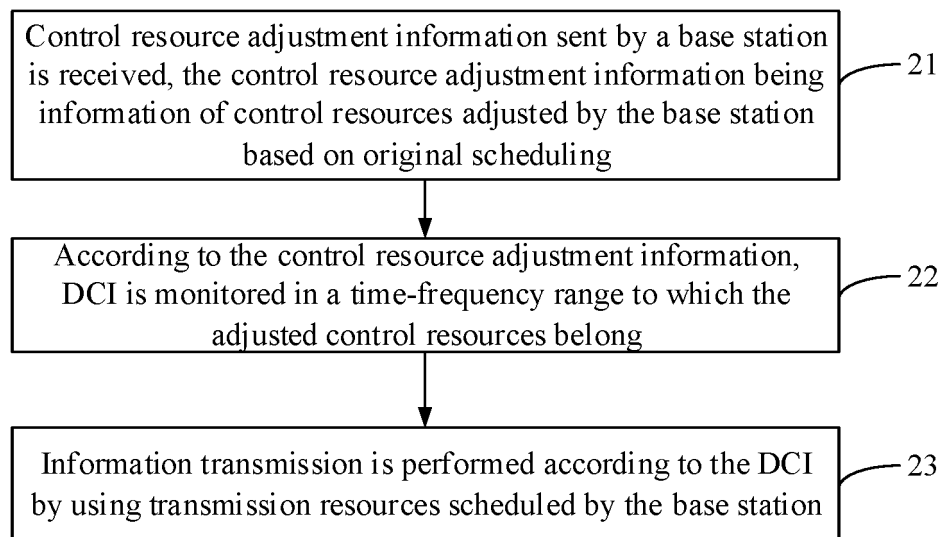 Control resource adjustment information sent by a base station
is received, the control resource adjustment information being
information of control resources adjusted by the base station
based on original scheduling
21
According to the control resource adjustment information,
DCI is monitored in a time-frequency range to which the
adjusted control resources belong
22
Information transmission is performed according to the DCI
by using transmission resources scheduled by the base station
23